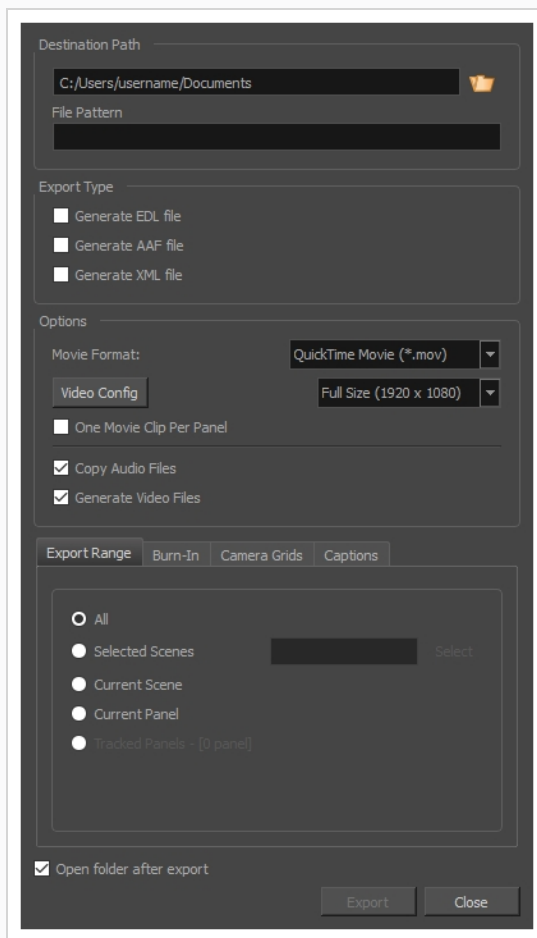 Destination Path
C:/Users/username/Documents
File Pattern
Export Type
Generate EDL file
Generate AAF file
Generate XML file
Options
Movie Format:
QuickTime Movie (*.mov)
Video Config
Full Size (1920 x 1080)
One Movie Clip Per Panel
Copy Audio Files
Generate Video Files
Export Range
Burn-In
Camera Grids
Captions
All
Selected Scenes
Select
Current Scene
Current Panel
Tracked Panels - [0 panel]
Open folder after export
Export
Close